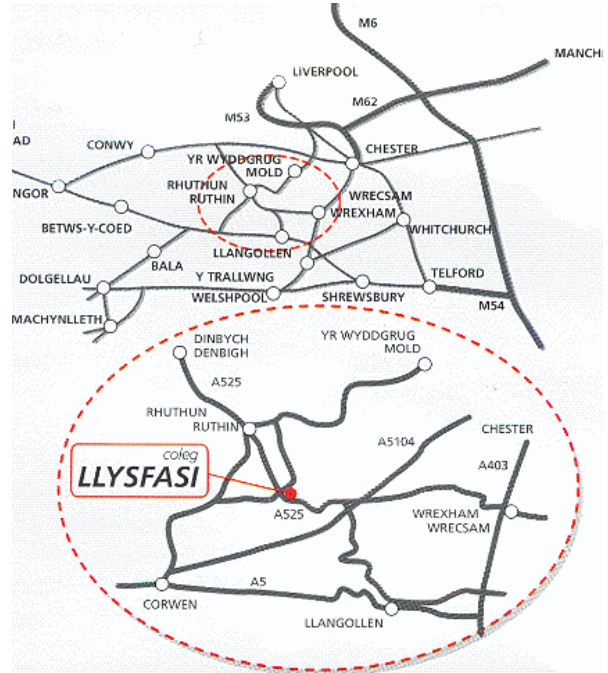 M6
MANCH
LIVERPOOL
M62
M53
AD
CONWY
CHESTER
YR WYDDGRUG
MOLD
RHUTHUN
RUTHIN
NGOR
WRECSAM
WREXHAM
BETWS-Y-COED
WHITCHURCH
LLANGOLLEN
BALA
DOLGELLAU
Y TRALLWNG
WELSHPOOL
TELFORD
SHREWSBURY
M54
MACHYNLLETH
DINBYCH
DENBIGH
YR WYDDGRUG
MOLD
A525
RHUTHUN
RUTHIN
A5104
CHESTER
coleg
LLYSFASI
A403
A525
WREXHAM
WRECSAM
A5
CORWEN
LLANGOLLEN